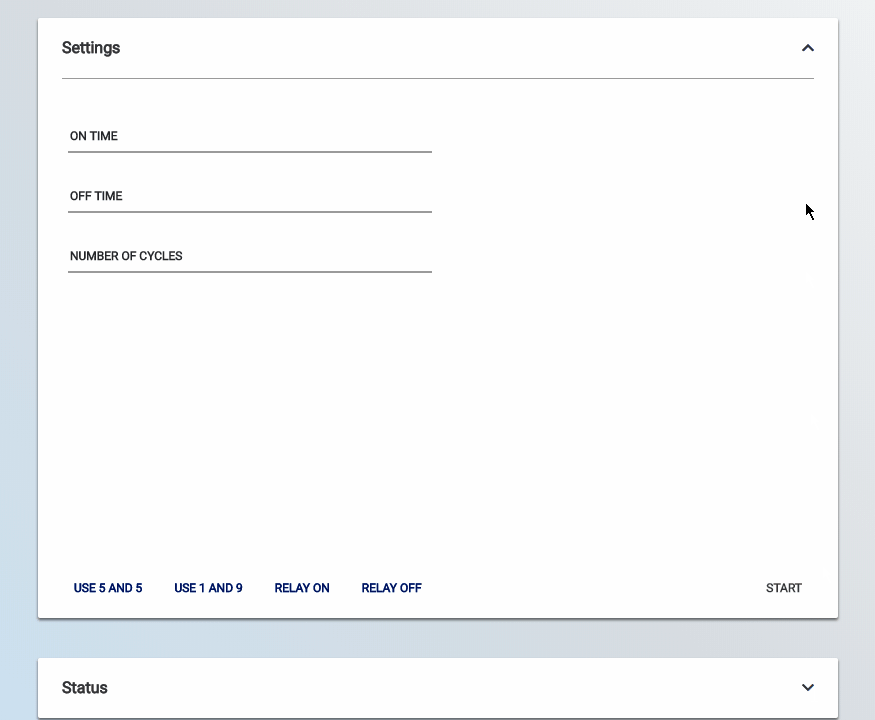 Settings
ON TIME
OFF TIME
NUMBER OF CYCLES
USE 5 AND 5 USE 1 AND 9 RELAY ON RELAY OFF START
Status